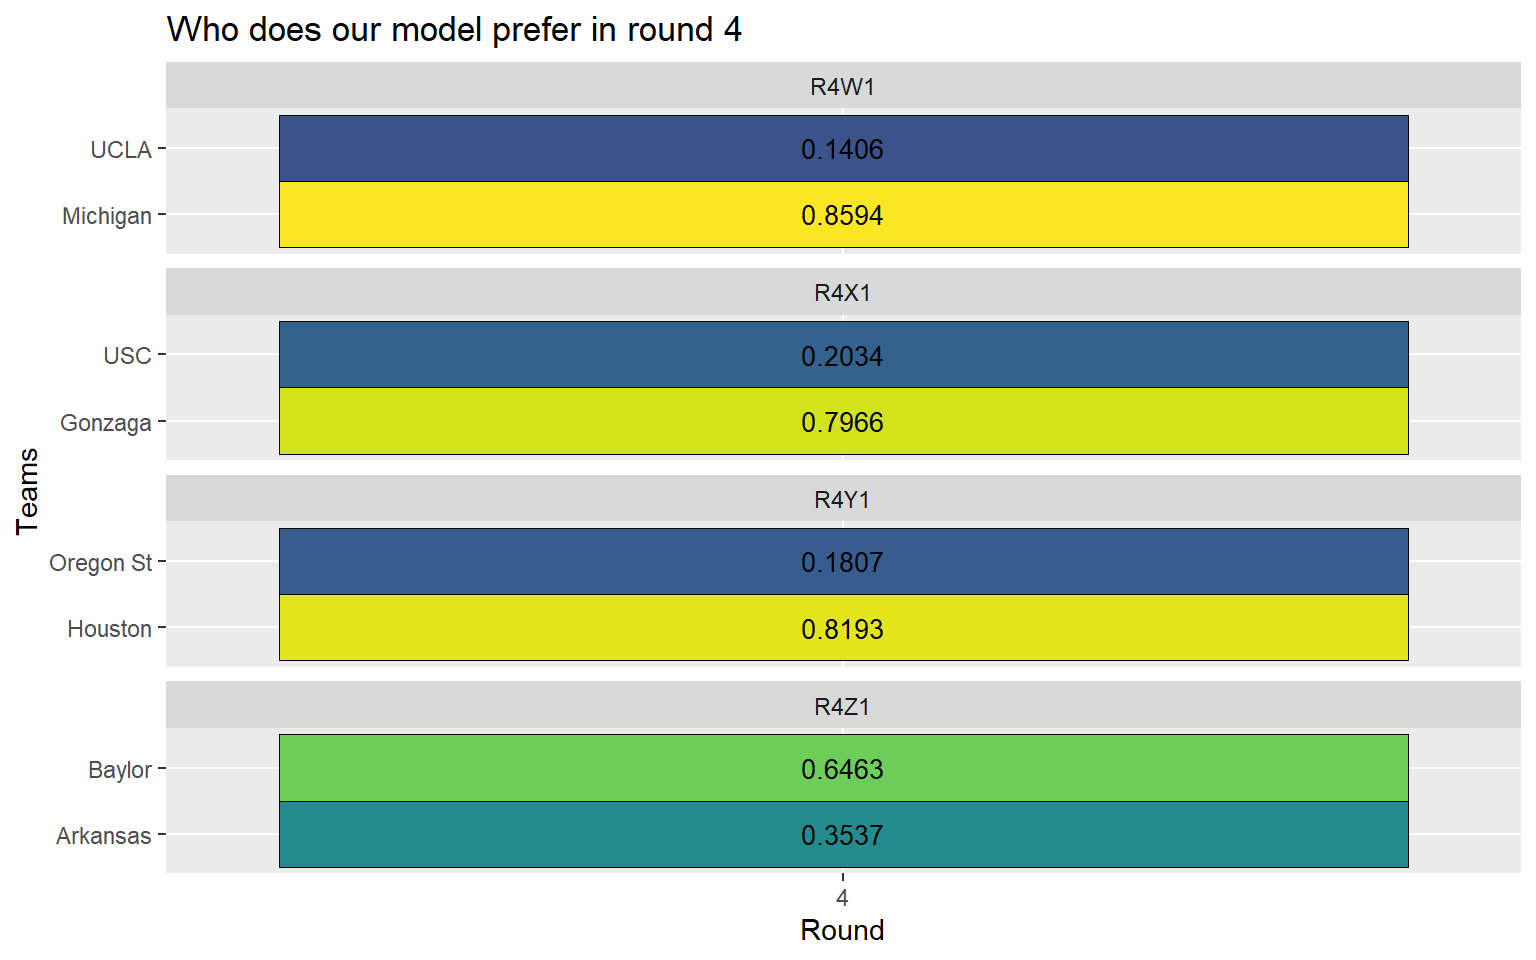 Who does our model prefer in round 4
R4W1
UCLA 0.1406
Michigan 0.8594
R4X1
USC 0.2034
Gonzaga 0.7966
R4Y1
Oregon St 0.1807
Houston 0.8193
R4Z1
Baylor 0.6463
Arkansas 0.3537
4
Round
Teams